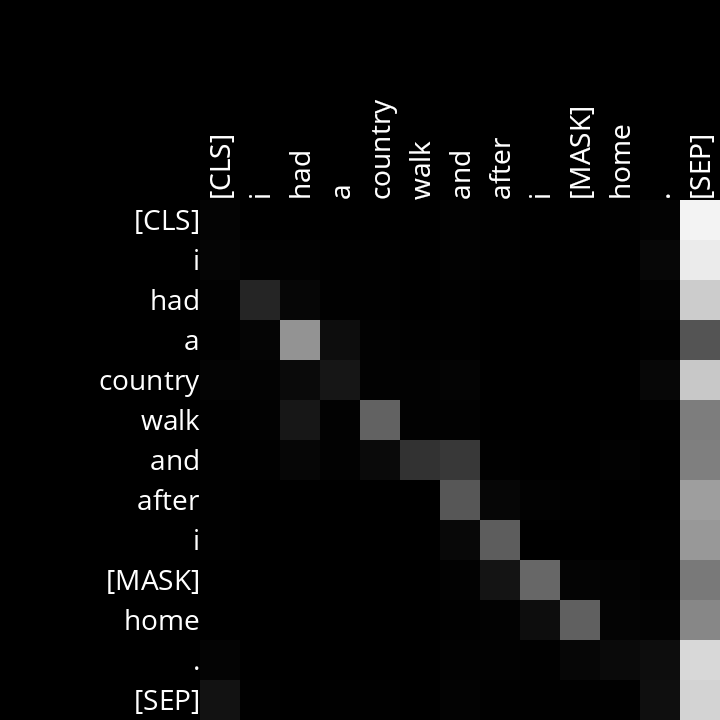 [CLS] i had a country walk and after i [MASK] home . [SEP]
[CLS]
i
had
a
country
walk
and
after
i
[MASK]
home
.
[SEP]